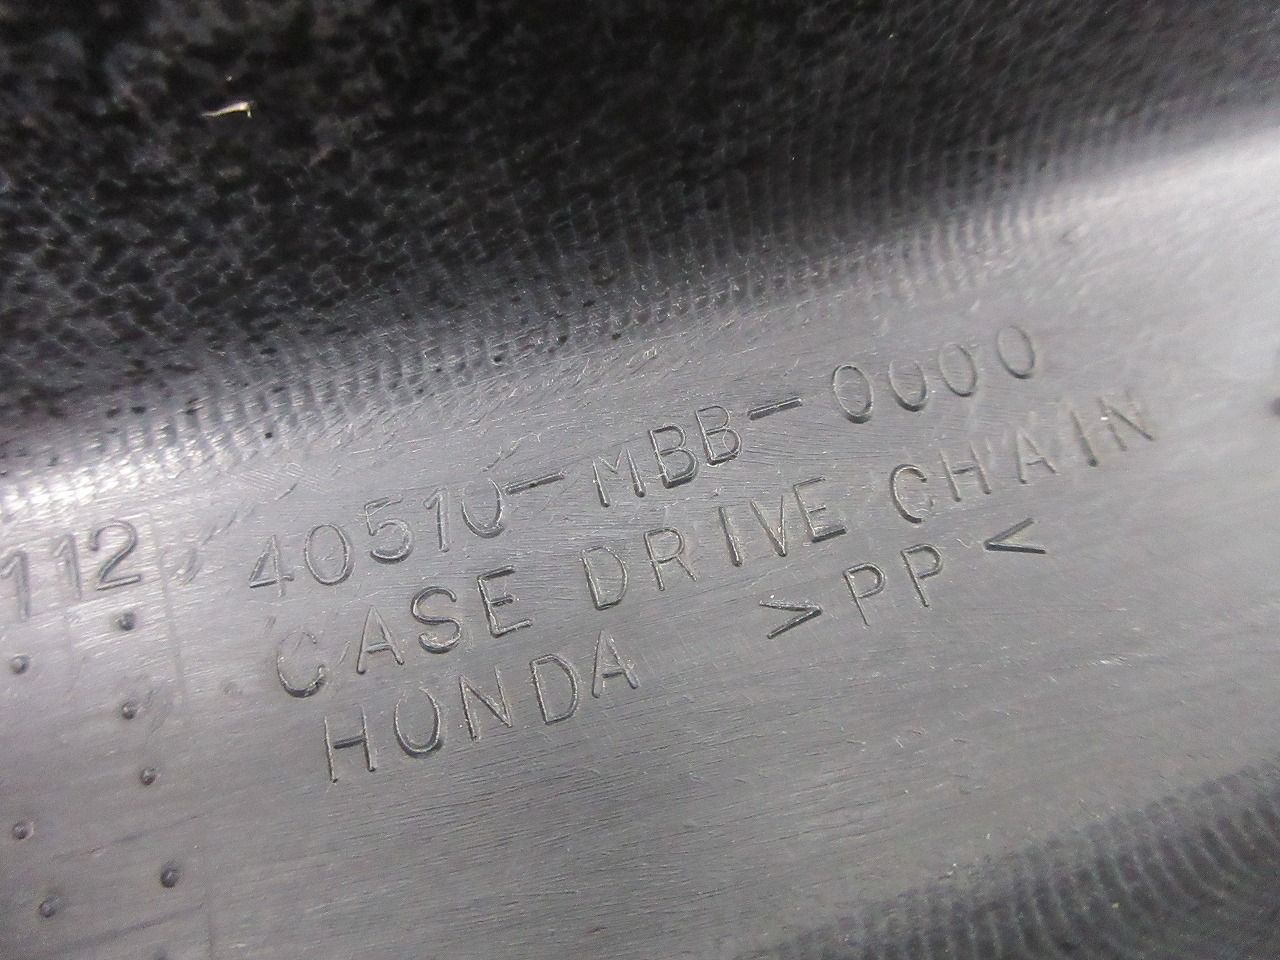 112
40510-MBB-0000
CASE DRIVE CHAIN
HONDA >PP<